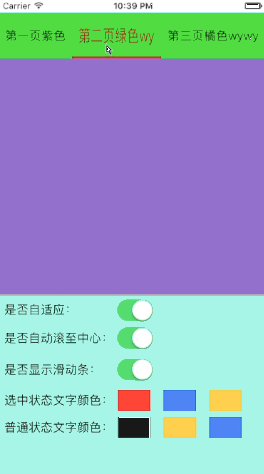 Carrier 10:39 PM
第一页紫色 第二页绿色wy 第三页橘色wywy
是否自适应：
是否自动滚至中心：
是否显示滑动条：
选中状态文字颜色：
普通状态文字颜色：